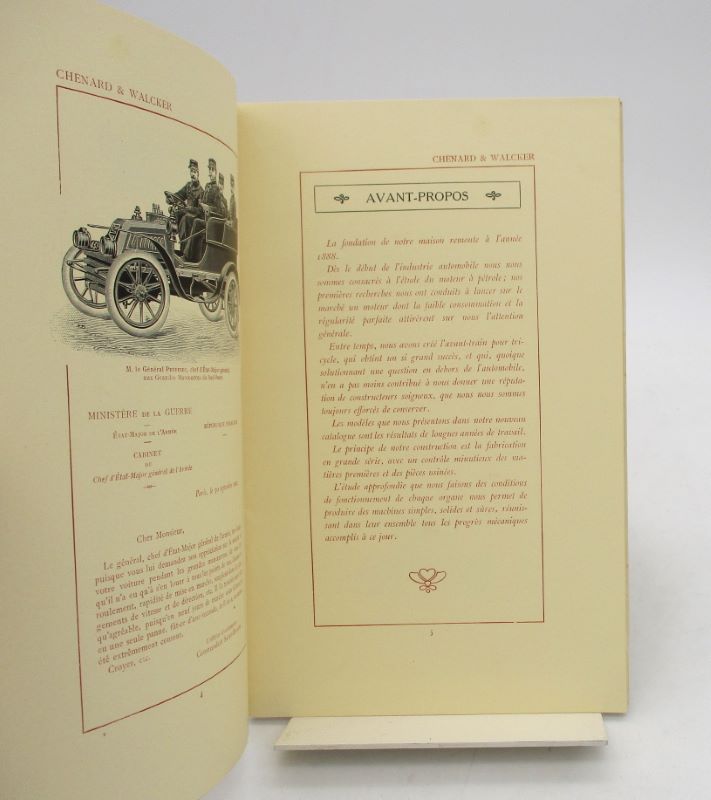 CHENARD & WALCKER
M. le Général
chef d'État-Major général,
aux Grandes Manœuvres du Sud-Ouest
MINISTÈRE DE LA GUERRE
ÉTAT-MAJOR DE L'ARMÉE
CABINET
DU
Chef d'État-Major général de l'Armée
Paris, le
Cher Monsieur,
Le général, chef d'État-Major général de l'armée,
puisque vous lui demandez son appréciation sur
votre voiture pendant les grandes manœuvres
qu'il n'a eu qu'à s'en louer à tous les points de vue,
roulement, rapidité de mise en marche,
gements de vitesse et de direction, etc.
qu'agréable, puisqu'en neuf jours de marche
eu une seule panne, fût-ce d'une seconde,
été extrêmement content.
Croyez, etc.
4
CHENARD & WALCKER
AVANT-PROPOS
La fondation de notre maison remonte à l'année
1888.
Dès le début de l'industrie automobile nous nous
sommes consacrés à l'étude du moteur à pétrole; nos
premières recherches nous ont conduits à lancer sur le
marché un moteur dont la faible consommation et la
régularité parfaite attirèrent sur nous l'attention
générale.
Entre temps, nous avons créé l'avant-train pour tri-
cycle, qui obtint un si grand succès, et qui, quoique
solutionnant une question en dehors de l'automobile,
n'en a pas moins contribué à nous donner une réputa-
tion de constructeurs soigneux, que nous nous sommes
toujours efforcés de conserver.
Les modèles que nous présentons dans notre nouveau
catalogue sont les résultats de longues années de travail.
Le principe de notre construction est la fabrication
en grande série, avec un contrôle minutieux des ma-
tières premières et des pièces usinées.
L'étude approfondie que nous faisons des conditions
de fonctionnement de chaque organe nous permet de
produire des machines simples, solides et sûres, réunis-
sant dans leur ensemble tous les progrès mécaniques
accomplis à ce jour.
5